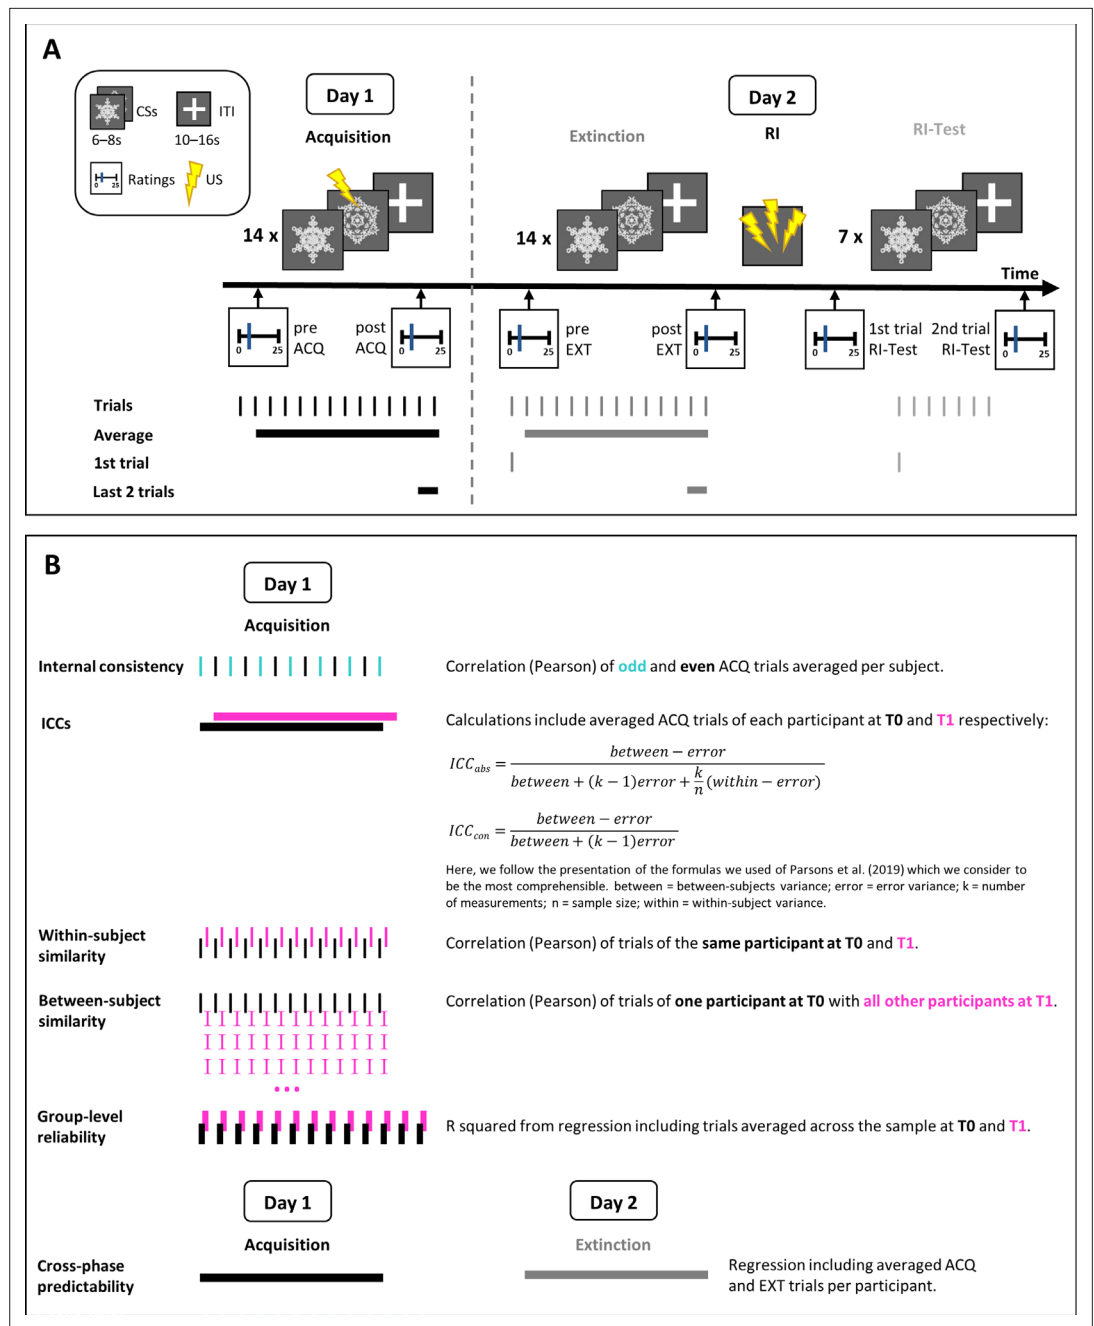 A
Day 1
Day 2
CSs
ITI
6–8s
10–16s
Ratings
US
0 25
Acquisition
Extinction
RI
RI-Test
14 x
14 x
7 x
Time
0 25
pre
ACQ
post
ACQ
0 25
0 25
pre
EXT
post
EXT
0 25
0 25
1st trial
RI-Test
2nd trial
RI-Test
0 25
Trials
Average
1st trial
Last 2 trials
B
Day 1
Acquisition
Internal consistency
Correlation (Pearson) of odd and even ACQ trials averaged per subject.
ICCs
Calculations include averaged ACQ trials of each participant at T0 and T1 respectively:
ICC_abs = (between − error) / (between + (k − 1)error + k/n (within − error))
ICC_con = (between − error) / (between + (k − 1)error)
Here, we follow the presentation of the formulas we used of Parsons et al. (2019) which we consider to
be the most comprehensible. between = between-subjects variance; error = error variance; k = number
of measurements; n = sample size; within = within-subject variance.
Within-subject
similarity
Correlation (Pearson) of trials of the same participant at T0 and T1.
Between-subject
similarity
Correlation (Pearson) of trials of one participant at T0 with all other participants at T1.
...
Group-level
reliability
R squared from regression including trials averaged across the sample at T0 and T1.
Day 1
Day 2
Acquisition
Extinction
Cross-phase
predictability
Regression including averaged ACQ
and EXT trials per participant.